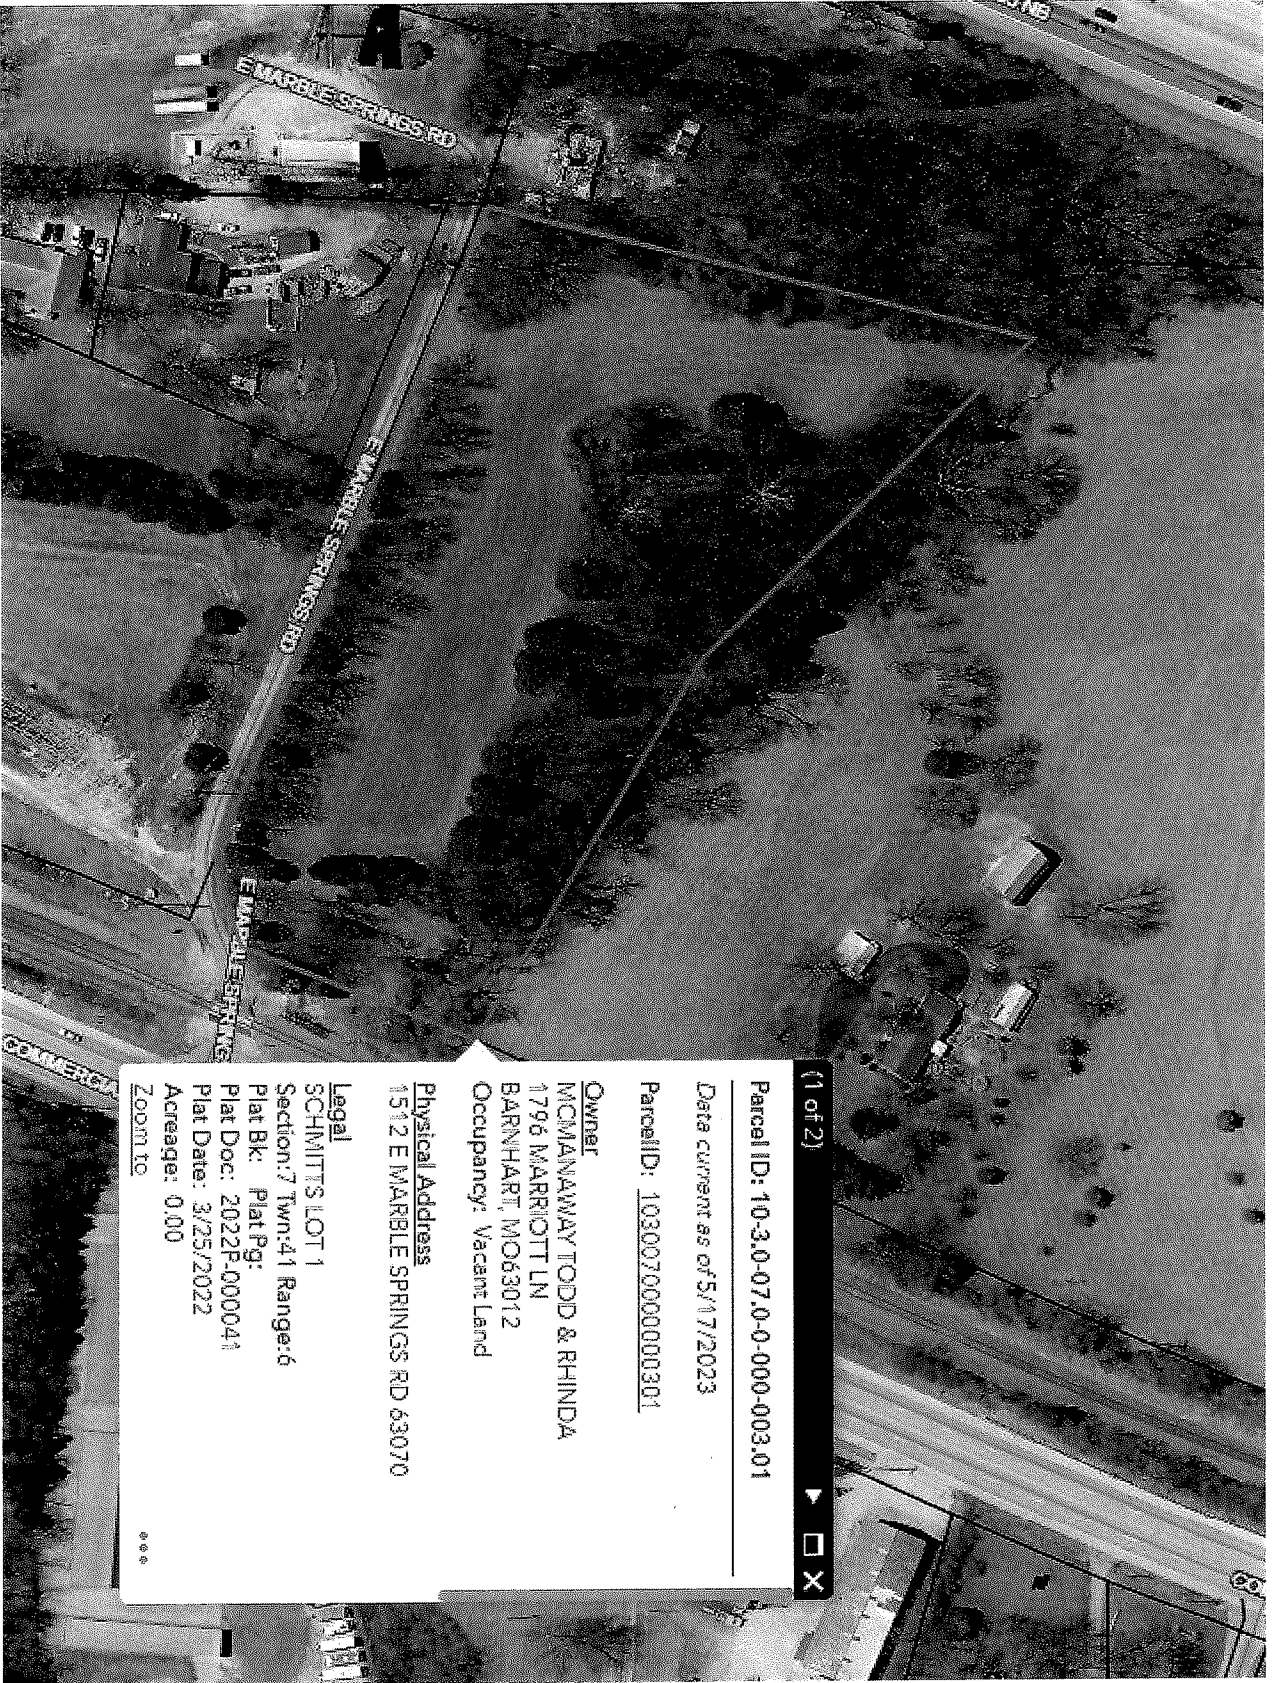 E MARBLE SPRINGS RD
E MARBLE SPRINGS RD
E MARBLE SPRING
(1 of 2)
Parcel ID: 10-3.0-07.0-0-000-003.01
Data current as of 5/17/2023
ParcelID: 10300700000000301
Owner
MCMANAWAY TODD & RHINDA
1796 MARRIOTT LN
BARNHART, MO63012
Occupancy: Vacant Land
Physical Address
1512 E MARBLE SPRINGS RD 63070
Legal
SCHMITTS LOT 1
Section:7 Twn:41 Range:6
Plat Bk: Plat Pg:
Plat Doc: 2022P-000041
Plat Date: 3/25/2022
Acreage: 0.00
Zoom to
COMMERCIA